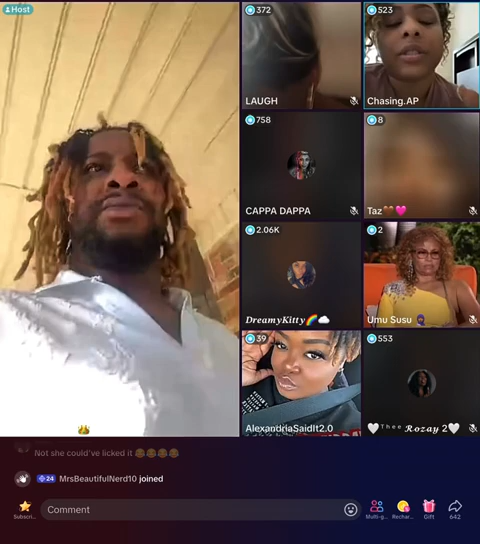 Host
372
LAUGH
523
Chasing.AP
758
CAPPA DAPPA
8
Taz🤎💗
2.06K
DreamyKitty🌈☁️
2
Umu Susu
39
AlexandriaSaidIt2.0
553
🤍ᵀʰᵉᵉ 𝓡𝓸𝔃𝓪𝔂 2🤍
Not she could've licked it 😂😂😂😂
24 MrsBeautifulNerd10 joined
Subscri...
Comment
Multi-g...
Rechar...
Gift
642